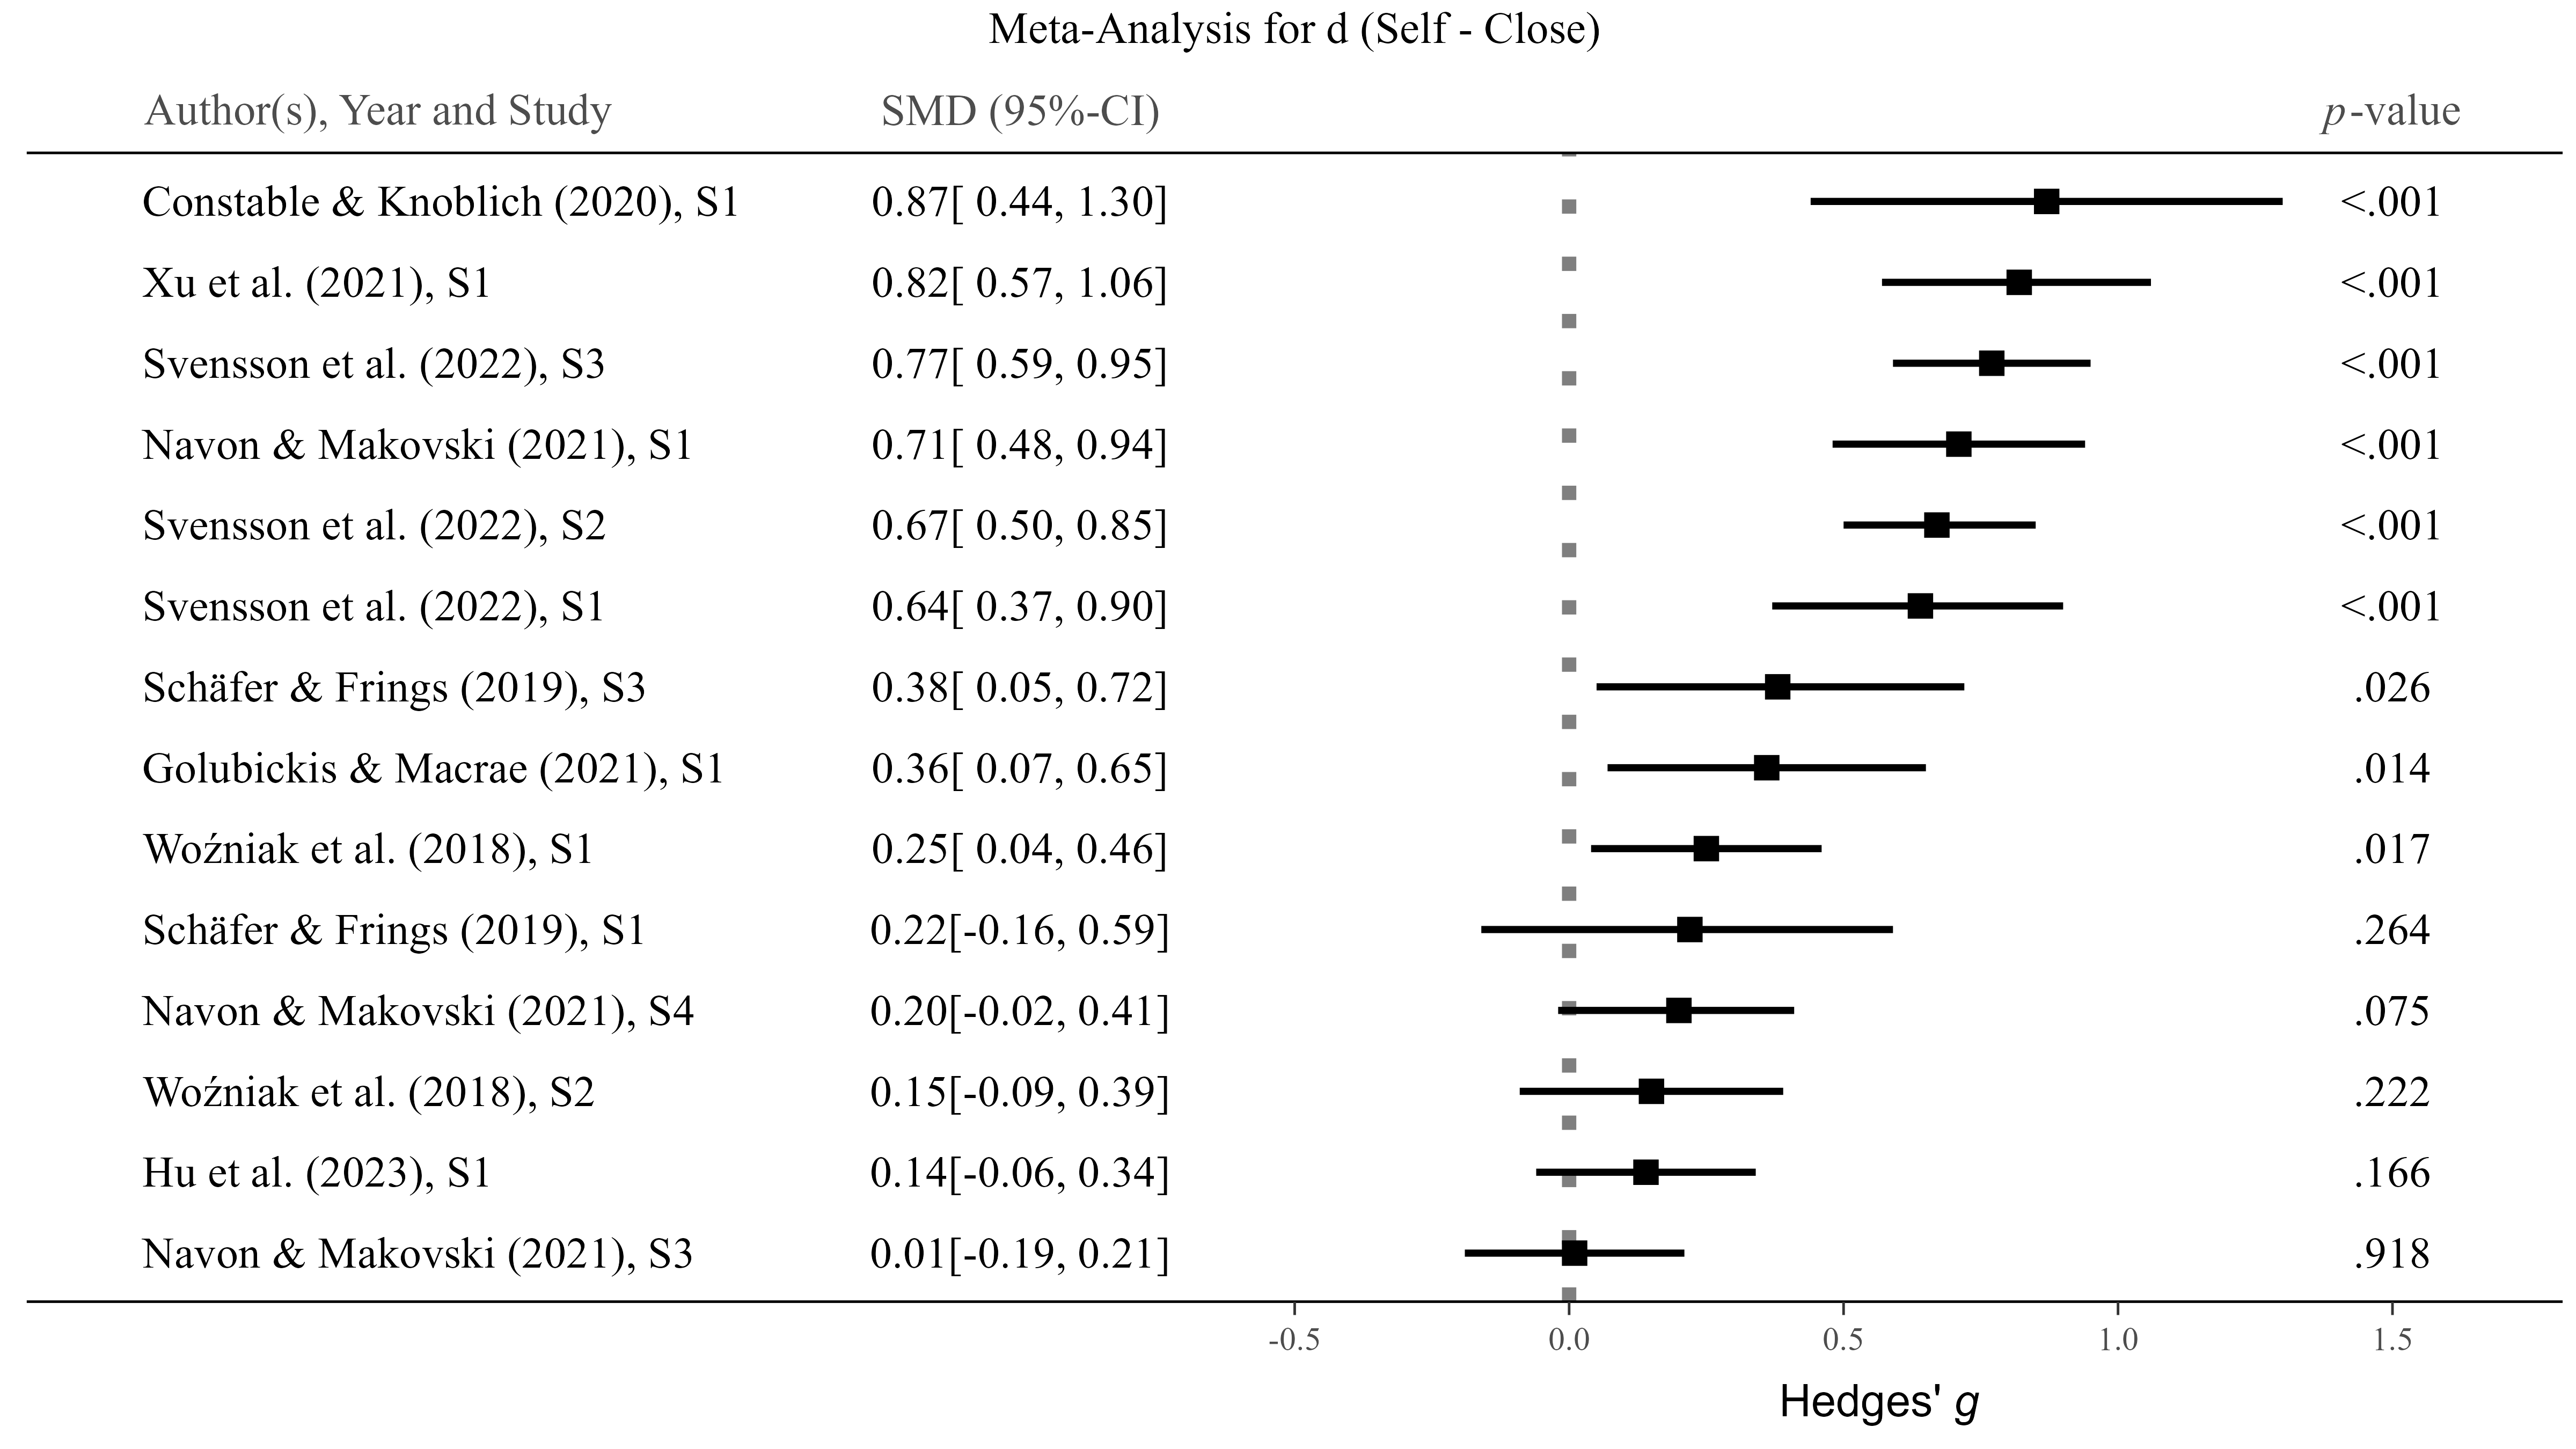 Meta-Analysis for d (Self - Close)
Author(s), Year and Study SMD (95%-CI) p-value
Constable & Knoblich (2020), S1 0.87[ 0.44, 1.30] <.001
Xu et al. (2021), S1 0.82[ 0.57, 1.06] <.001
Svensson et al. (2022), S3 0.77[ 0.59, 0.95] <.001
Navon & Makovski (2021), S1 0.71[ 0.48, 0.94] <.001
Svensson et al. (2022), S2 0.67[ 0.50, 0.85] <.001
Svensson et al. (2022), S1 0.64[ 0.37, 0.90] <.001
Schäfer & Frings (2019), S3 0.38[ 0.05, 0.72] .026
Golubickis & Macrae (2021), S1 0.36[ 0.07, 0.65] .014
Woźniak et al. (2018), S1 0.25[ 0.04, 0.46] .017
Schäfer & Frings (2019), S1 0.22[-0.16, 0.59] .264
Navon & Makovski (2021), S4 0.20[-0.02, 0.41] .075
Woźniak et al. (2018), S2 0.15[-0.09, 0.39] .222
Hu et al. (2023), S1 0.14[-0.06, 0.34] .166
Navon & Makovski (2021), S3 0.01[-0.19, 0.21] .918
-0.5 0.0 0.5 1.0 1.5
Hedges' g